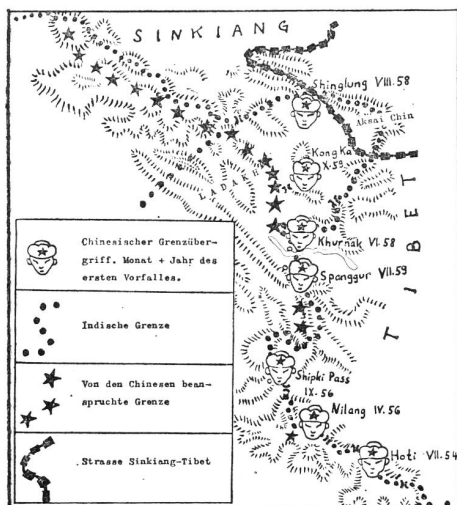 SINKIANG
Shinglung VIII.58
Aksai Chin
Kong Ka
X.59
LADAKH
TIBET
Khurnak VI.58
Spanggur VII.59
Shipki Pass
IX.56
Nilang IV.56
Hoti VII.54
Chinesischer Grenzüber-
griff. Monat + Jahr des
ersten Vorfalles.
Indische Grenze
Von den Chinesen bean-
spruchte Grenze
Strasse Sinkiang-Tibet